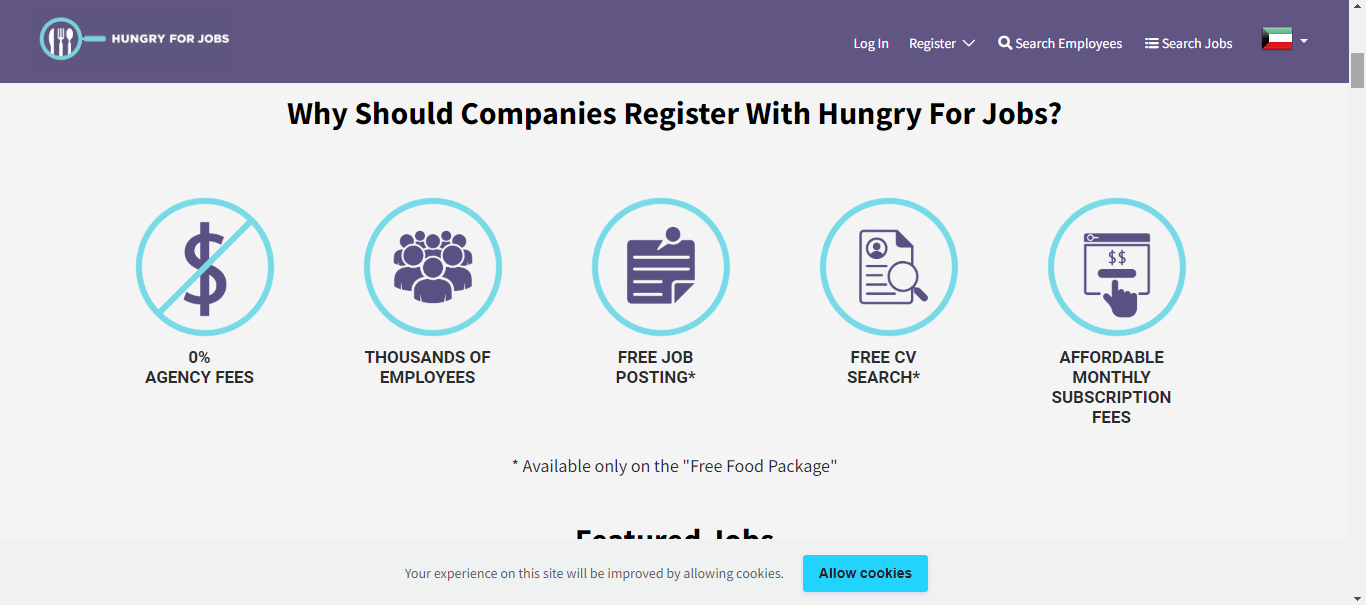 HUNGRY FOR JOBS
Log In
Register
Search Employees
Search Jobs
Why Should Companies Register With Hungry For Jobs?
$
$$
0%
AGENCY FEES
THOUSANDS OF
EMPLOYEES
FREE JOB
POSTING*
FREE CV
SEARCH*
AFFORDABLE
MONTHLY
SUBSCRIPTION
FEES
* Available only on the "Free Food Package"
Featured Jobs
Your experience on this site will be improved by allowing cookies.
Allow cookies